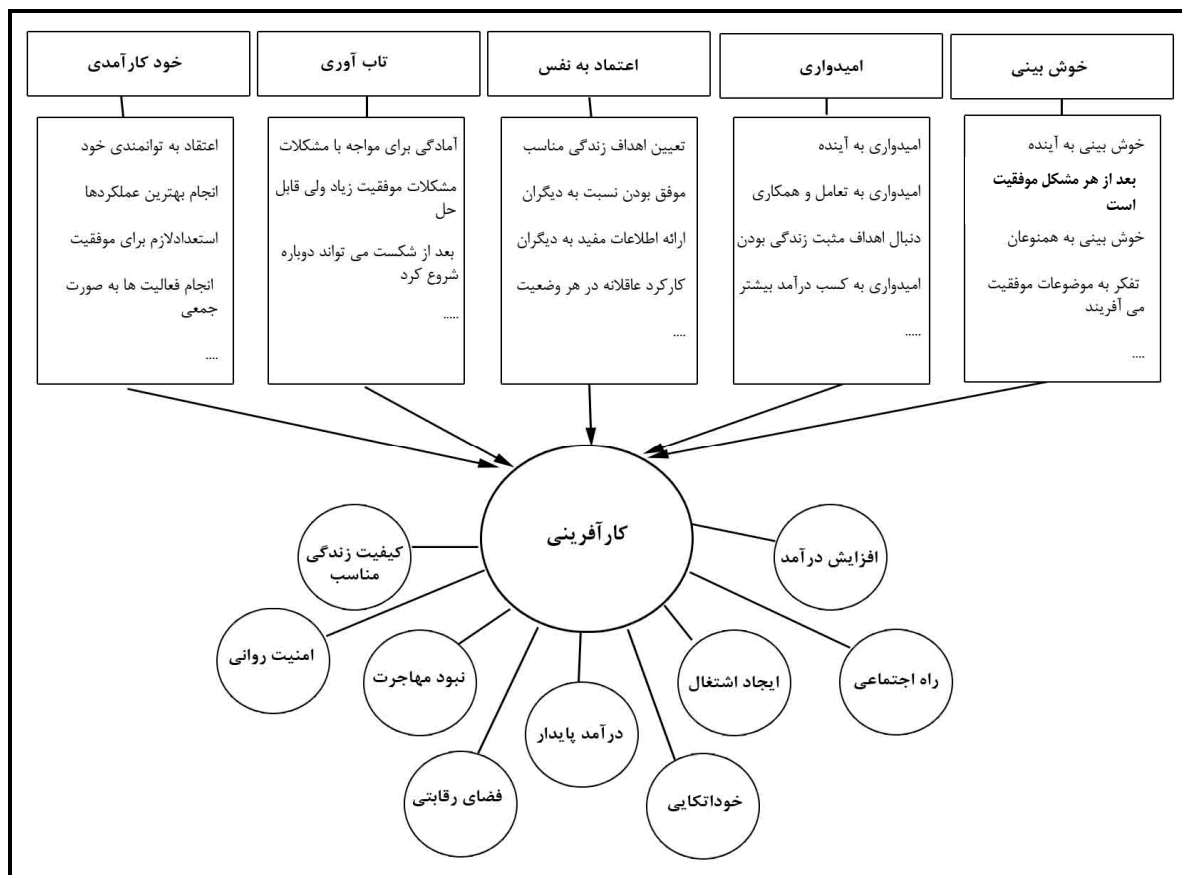 خوش بینی
امیدواری
اعتماد به نفس
تاب آوری
خود کارآمدی
خوش بینی به آینده
بعد از هر مشکل موفقیت
است
خوش بینی به همنوعان
تفکر به موضوعات موفقیت
می آفریند
....
امیدواری به آینده
امیدواری به تعامل و همکاری
دنبال اهداف مثبت زندگی بودن
امیدواری به کسب درآمد بیشتر
.....
تعیین اهداف زندگی مناسب
موفق بودن نسبت به دیگران
ارائه اطلاعات مفید به دیگران
کارکرد عاقلانه در هر وضعیت
....
آمادگی برای مواجه با مشکلات
مشکلات موفقیت زیاد ولی قابل
حل
بعد از شکست می تواند دوباره
شروع کرد
.....
اعتقاد به توانمندی خود
انجام بهترین عملکردها
استعدادلازم برای موفقیت
انجام فعالیت ها به صورت
جمعی
....
کارآفرینی
افزایش درآمد
راه اجتماعی
ایجاد اشتغال
خوداتکایی
درآمد پایدار
فضای رقابتی
نبود مهاجرت
امنیت روانی
کیفیت زندگی
مناسب